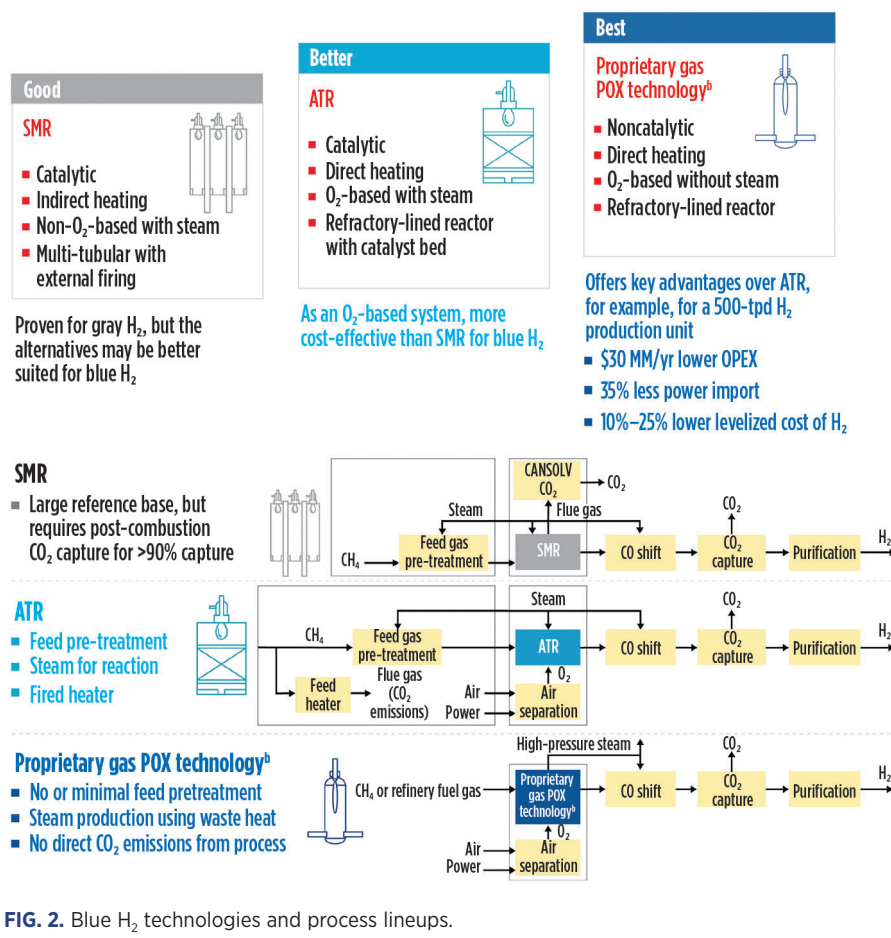 Good
SMR
Catalytic
Indirect heating
Non-O₂-based with steam
Multi-tubular with
external firing
Proven for gray H₂, but the
alternatives may be better
suited for blue H₂
Better
ATR
Catalytic
Direct heating
O₂-based with steam
Refractory-lined reactor
with catalyst bed
As an O₂-based system, more
cost-effective than SMR for blue H₂
Best
Proprietary gas
POX technologyᵇ
Noncatalytic
Direct heating
O₂-based without steam
Refractory-lined reactor
Offers key advantages over ATR,
for example, for a 500-tpd H₂
production unit
$30 MM/yr lower OPEX
35% less power import
10%–25% lower levelized cost of H₂
SMR
Large reference base, but
requires post-combustion
CO₂ capture for >90% capture
CH₄
Feed gas
pre-treatment
Steam
CANSOLV
CO₂
CO₂
Flue gas
SMR
CO shift
CO₂
CO₂
capture
Purification
H₂
ATR
Feed pre-treatment
Steam for reaction
Fired heater
CH₄
Feed gas
pre-treatment
Feed
heater
Flue gas
(CO₂
emissions)
Steam
ATR
O₂
Air
Power
Air
separation
CO shift
CO₂
CO₂
capture
Purification
H₂
Proprietary gas POX technologyᵇ
No or minimal feed pretreatment
Steam production using waste heat
No direct CO₂ emissions from process
High-pressure steam
CH₄ or refinery fuel gas
Proprietary
gas POX
technologyᵇ
O₂
Air
Power
Air
separation
CO shift
CO₂
CO₂
capture
Purification
H₂
FIG. 2. Blue H₂ technologies and process lineups.